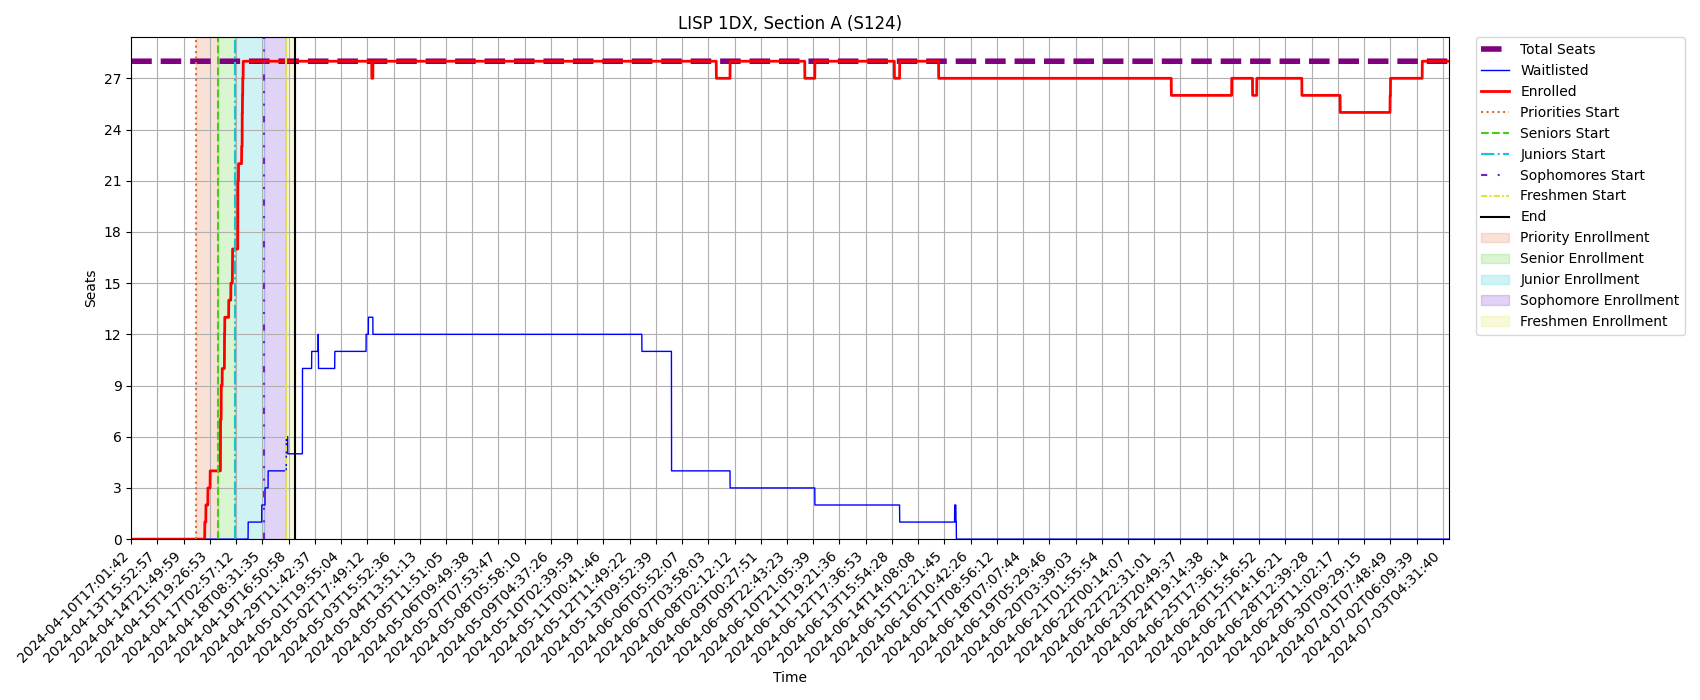 LISP 1DX, Section A (S124)
Total Seats
Waitlisted
Enrolled
Priorities Start
Seniors Start
Juniors Start
Sophomores Start
Freshmen Start
End
Priority Enrollment
Senior Enrollment
Junior Enrollment
Sophomore Enrollment
Freshmen Enrollment
Seats
27
24
21
18
15
12
9
6
3
0
2024-04-10T17:01:42
2024-04-13T15:52:57
2024-04-14T21:49:59
2024-04-15T19:26:53
2024-04-17T02:57:12
2024-04-18T08:31:35
2024-04-19T16:50:58
2024-04-29T11:42:37
2024-05-01T19:55:04
2024-05-02T17:49:12
2024-05-03T15:52:36
2024-05-04T13:51:13
2024-05-05T11:51:05
2024-05-06T09:49:38
2024-05-07T07:53:47
2024-05-08T05:58:10
2024-05-09T04:37:26
2024-05-10T02:39:59
2024-05-11T00:41:46
2024-05-12T11:49:22
2024-05-13T09:52:39
2024-06-06T05:52:07
2024-06-07T03:58:03
2024-06-08T02:12:12
2024-06-09T00:27:51
2024-06-09T22:43:23
2024-06-10T21:05:39
2024-06-11T19:21:36
2024-06-12T17:36:53
2024-06-13T15:54:28
2024-06-14T14:08:08
2024-06-15T12:21:45
2024-06-16T10:42:26
2024-06-17T08:56:12
2024-06-18T07:07:44
2024-06-19T05:29:46
2024-06-20T03:39:03
2024-06-21T01:55:54
2024-06-22T00:14:07
2024-06-22T22:31:01
2024-06-23T20:49:37
2024-06-24T19:14:38
2024-06-25T17:36:14
2024-06-26T15:56:52
2024-06-27T14:16:21
2024-06-28T12:39:28
2024-06-29T11:02:17
2024-06-30T09:29:15
2024-07-01T07:48:49
2024-07-02T06:09:39
2024-07-03T04:31:40
Time